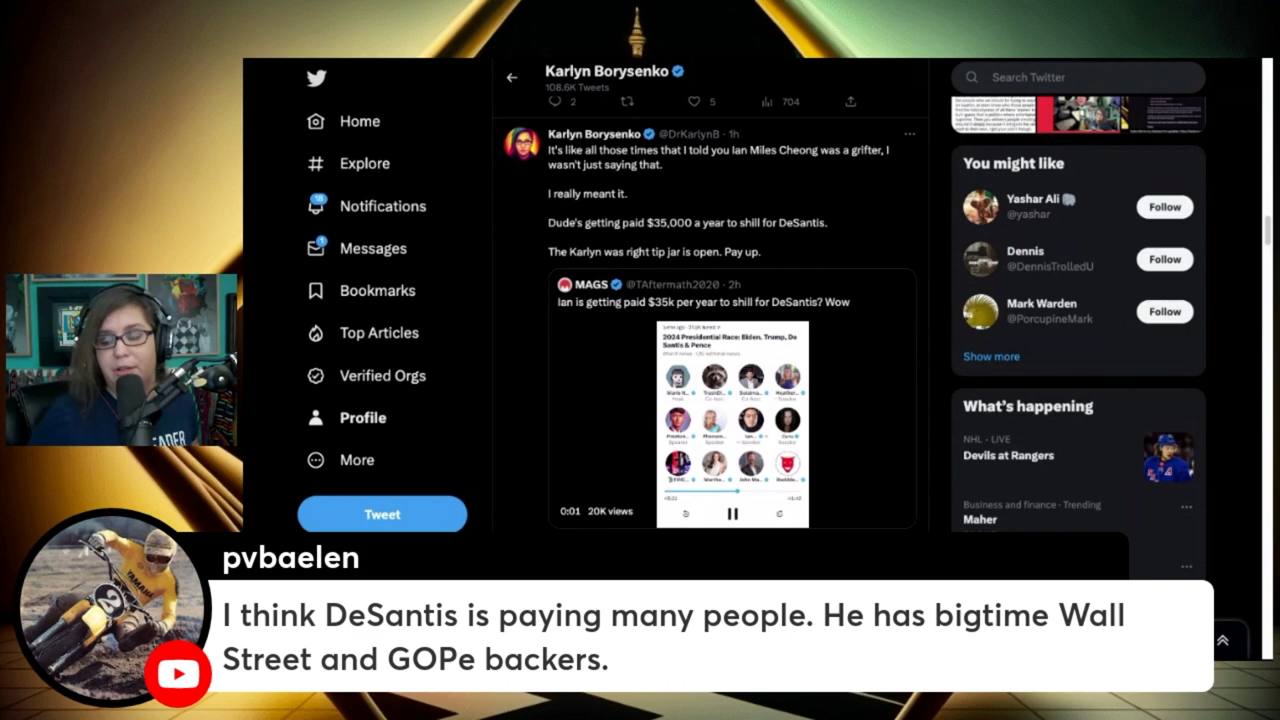 Home
Explore
18
Notifications
1
Messages
Bookmarks
Top Articles
Verified Orgs
Profile
More
Tweet
Karlyn Borysenko
108.6K Tweets
2
5
704
Karlyn Borysenko @DrKarlynB · 1h
It's like all those times that I told you Ian Miles Cheong was a grifter, I
wasn't just saying that.
I really meant it.
Dude's getting paid $35,000 a year to shill for DeSantis.
The Karlyn was right tip jar is open. Pay up.
MAGS @TAftermath2020 · 2h
Ian is getting paid $35k per year to shill for DeSantis? Wow
2024 Presidential Race: Biden, Trump, De
Santis & Pence
0:01 20K views
Search Twitter
You might like
Yashar Ali
@yashar
Follow
Dennis
@DennisTrolledU
Follow
Mark Warden
@PorcupineMark
Follow
Show more
What's happening
NHL · LIVE
Devils at Rangers
Business and finance · Trending
Maher
YAMAHA
2
pvbaelen
I think DeSantis is paying many people. He has bigtime Wall
Street and GOPe backers.